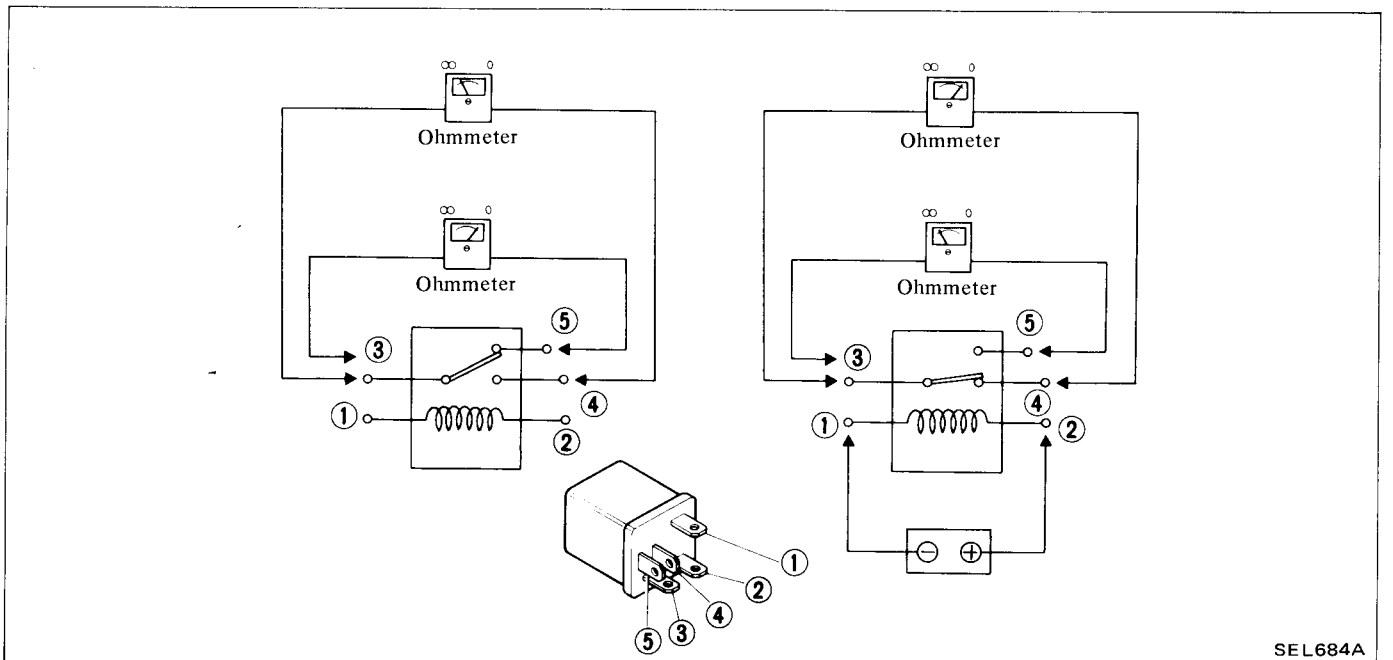 ∞ 0 ∞ 0
Ohmmeter Ohmmeter
∞ 0 ∞ 0
Ohmmeter Ohmmeter
⑤ ⑤
③ ③
④ ④
① ② ① ②
⊖ ⊕
①
②
④
⑤ ③
SEL684A